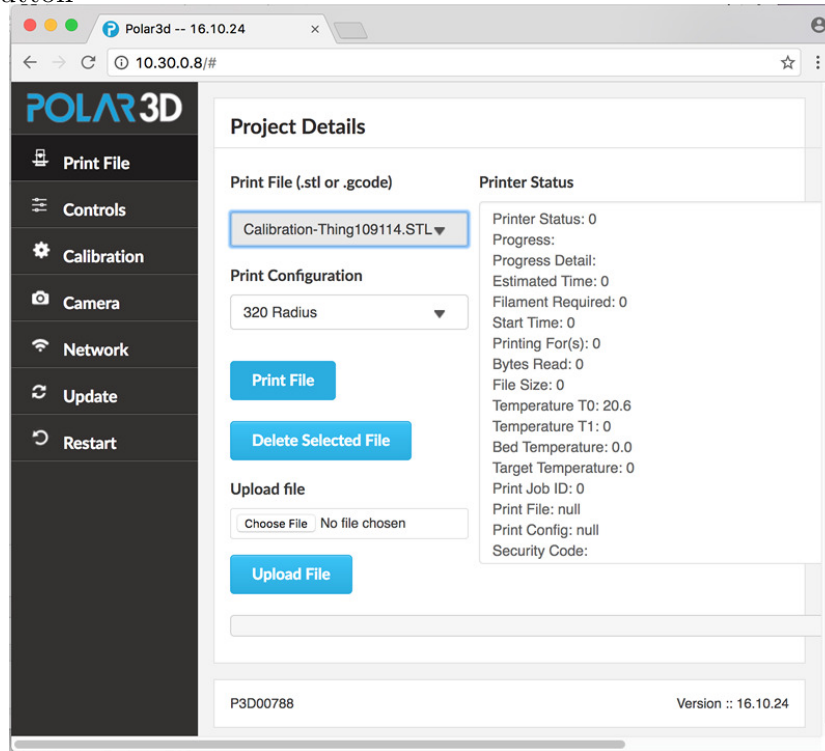 Polar3d -- 16.10.24
10.30.0.8/#
POLAR3D
Print File
Controls
Calibration
Camera
Network
Update
Restart
Project Details
Print File (.stl or .gcode)
Calibration-Thing109114.STL
Print Configuration
320 Radius
Print File
Delete Selected File
Upload file
Choose File No file chosen
Upload File
Printer Status
Printer Status: 0
Progress:
Progress Detail:
Estimated Time: 0
Filament Required: 0
Start Time: 0
Printing For(s): 0
Bytes Read: 0
File Size: 0
Temperature T0: 20.6
Temperature T1: 0
Bed Temperature: 0.0
Target Temperature: 0
Print Job ID: 0
Print File: null
Print Config: null
Security Code:
P3D00788
Version :: 16.10.24